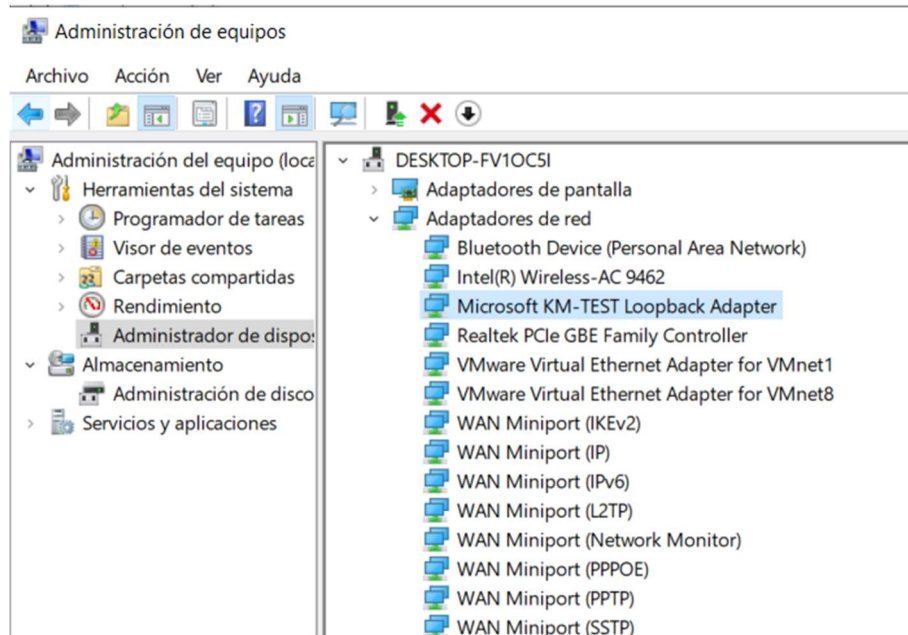 Administración de equipos
Archivo Acción Ver Ayuda
Administración del equipo (loca
Herramientas del sistema
Programador de tareas
Visor de eventos
Carpetas compartidas
Rendimiento
Administrador de dispos
Almacenamiento
Administración de disco
Servicios y aplicaciones
DESKTOP-FV1OC5I
Adaptadores de pantalla
Adaptadores de red
Bluetooth Device (Personal Area Network)
Intel(R) Wireless-AC 9462
Microsoft KM-TEST Loopback Adapter
Realtek PCIe GBE Family Controller
VMware Virtual Ethernet Adapter for VMnet1
VMware Virtual Ethernet Adapter for VMnet8
WAN Miniport (IKEv2)
WAN Miniport (IP)
WAN Miniport (IPv6)
WAN Miniport (L2TP)
WAN Miniport (Network Monitor)
WAN Miniport (PPPOE)
WAN Miniport (PPTP)
WAN Miniport (SSTP)